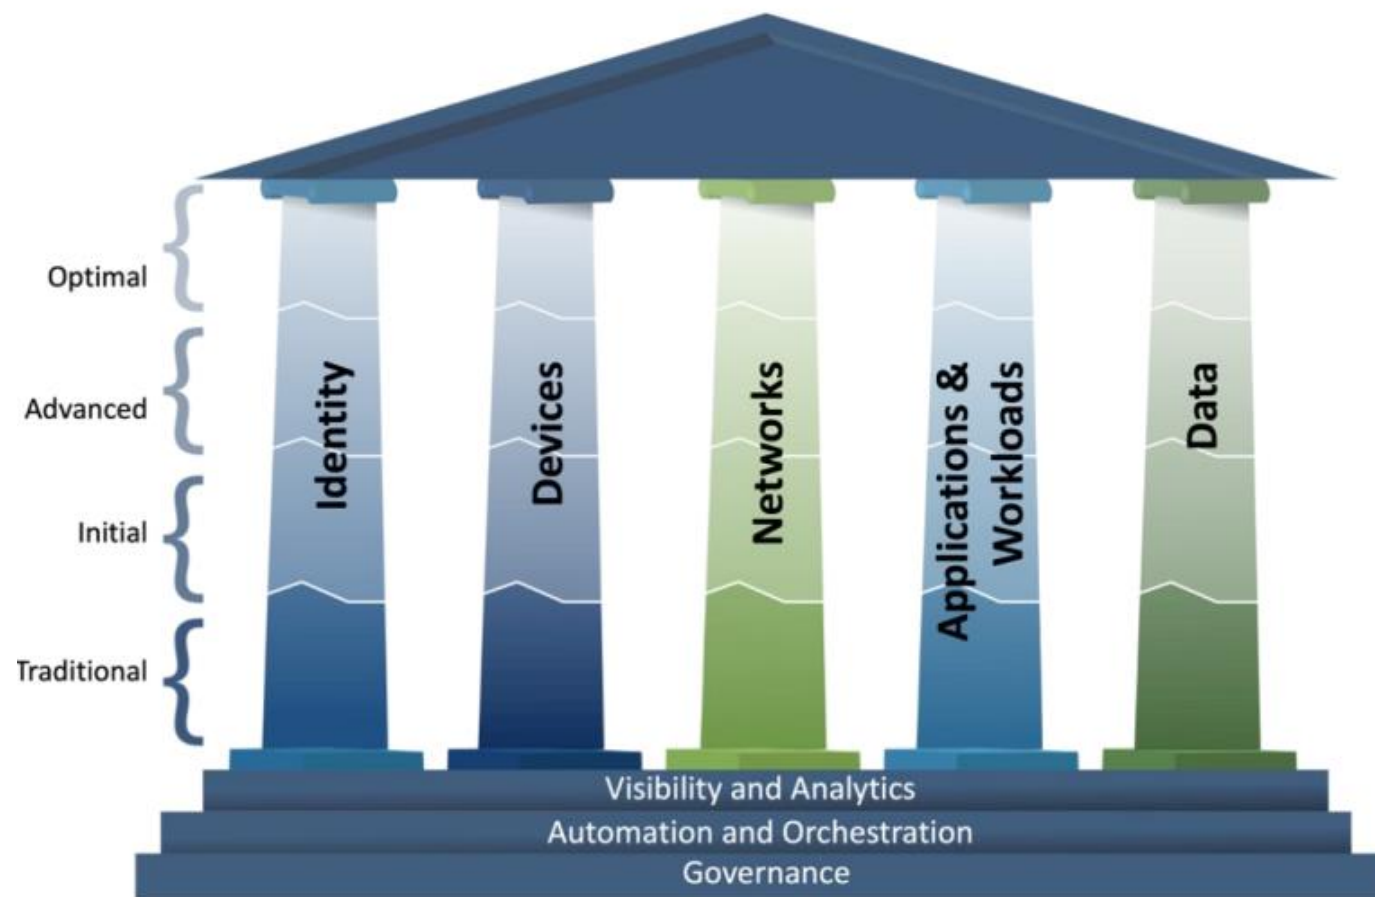 Optimal
Advanced
Initial
Traditional
Identity
Devices
Networks
Applications &
Workloads
Data
Visibility and Analytics
Automation and Orchestration
Governance